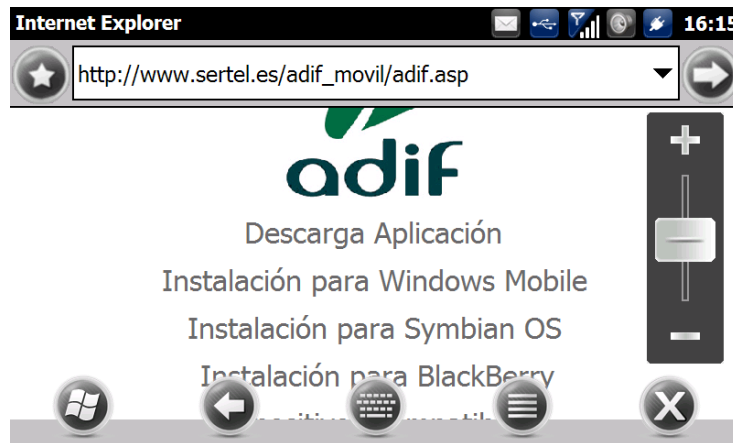 Internet Explorer
16:15
http://www.sertel.es/adif_movil/adif.asp
adif
Descarga Aplicación
Instalación para Windows Mobile
Instalación para Symbian OS
Instalación para BlackBerry